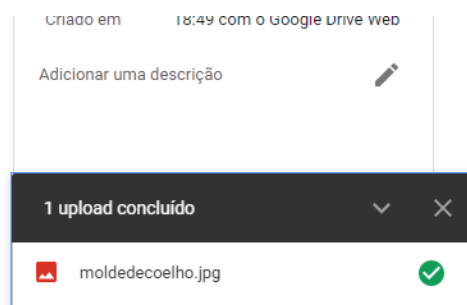 Criado em 18:49 com o Google Drive Web
Adicionar uma descrição
1 upload concluído
moldedecoelho.jpg